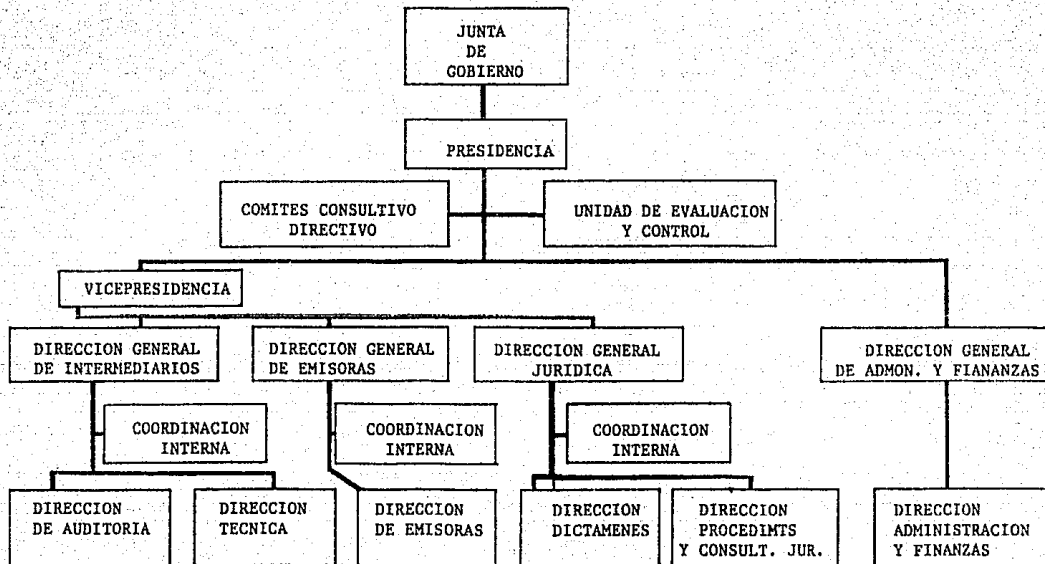 JUNTA
DE
GOBIERNO
PRESIDENCIA
COMITES CONSULTIVO
DIRECTIVO
UNIDAD DE EVALUACION
Y CONTROL
VICEPRESIDENCIA
DIRECCION GENERAL
DE INTERMEDIARIOS
DIRECCION GENERAL
DE EMISORAS
DIRECCION GENERAL
JURIDICA
DIRECCION GENERAL
DE ADMON. Y FIANANZAS
COORDINACION
INTERNA
COORDINACION
INTERNA
COORDINACION
INTERNA
DIRECCION
DE AUDITORIA
DIRECCION
TECNICA
DIRECCION
DE EMISORAS
DIRECCION
DICTAMENES
DIRECCION
PROCEDIMTS
Y CONSULT. JUR.
DIRECCION
ADMINISTRACION
Y FINANZAS